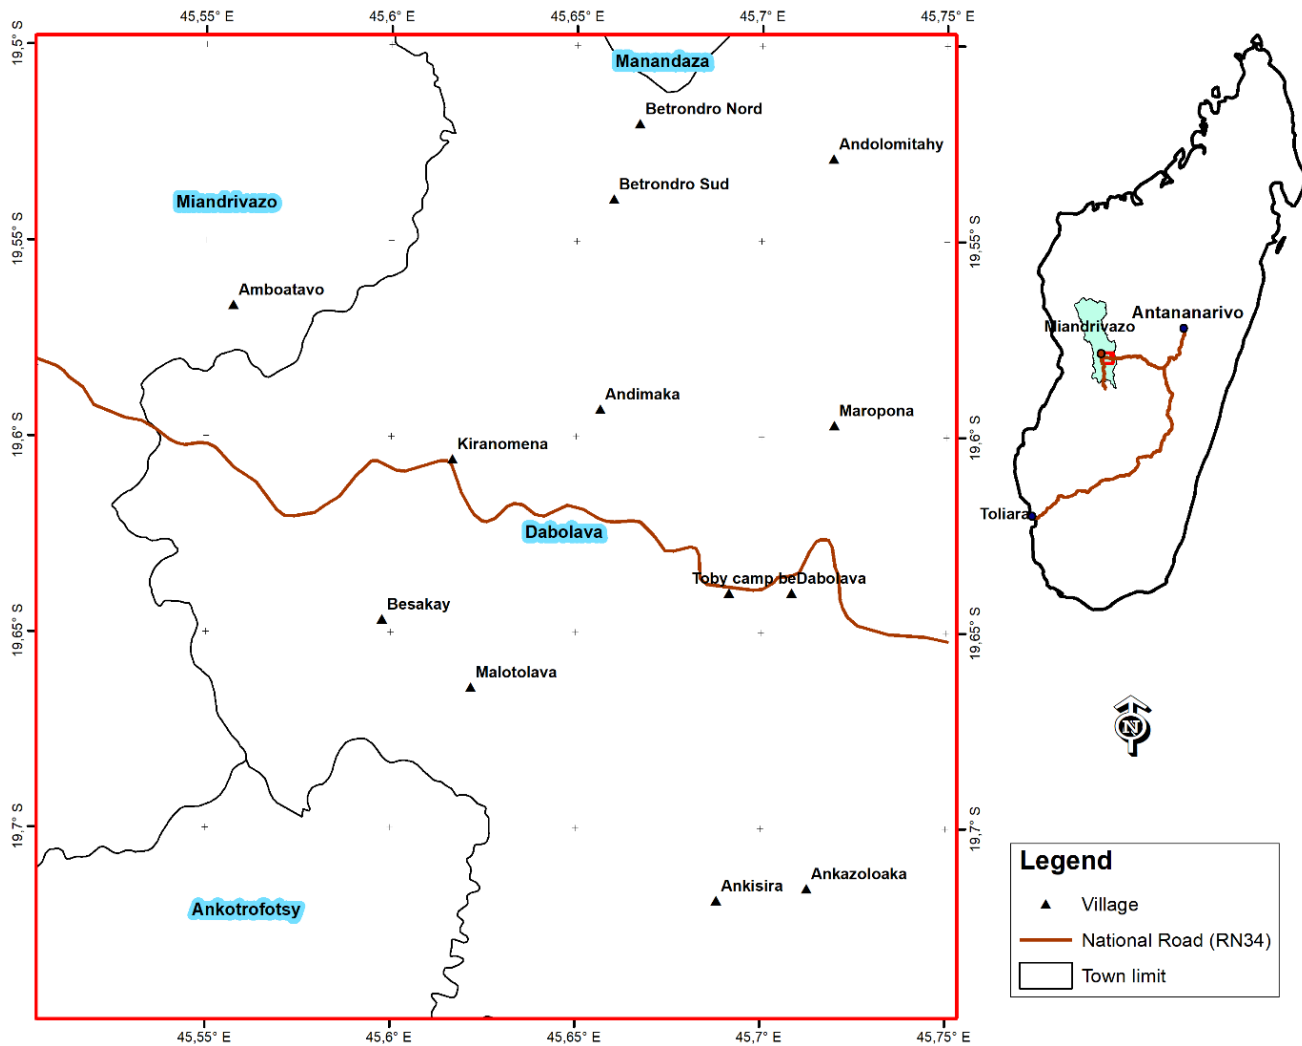 45,55° E
45,6° E
45,65° E
45,7° E
45,75° E
19,5° S
Manandaza
Betrondro Nord
Andolomitahy
Betrondro Sud
Miandrivazo
19,55° S
19,55° S
Amboatavo
Andimaka
Maropona
Kiranomena
19,6° S
19,6° S
Dabolava
Toby camp be
Dabolava
Besakay
19,65° S
19,65° S
Malotolava
19,7° S
19,7° S
Ankisira
Ankazoloaka
Ankotrofotsy
45,55° E
45,6° E
45,65° E
45,7° E
45,75° E
Antananarivo
Miandrivazo
Toliara
N
Legend
Village
National Road (RN34)
Town limit